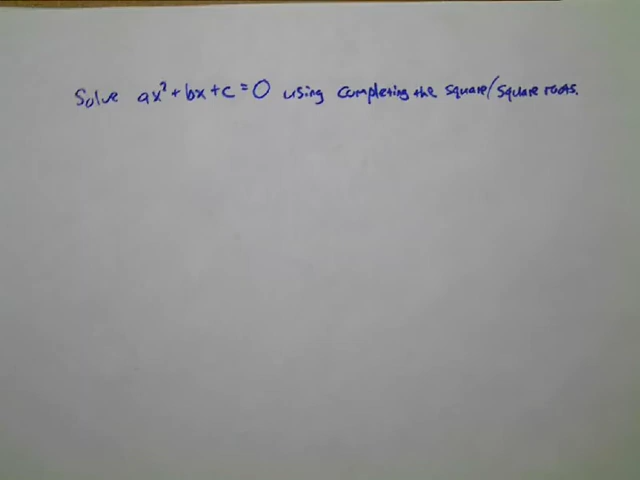 Solve ax² + bx + c = 0 using completing the square/square roots.